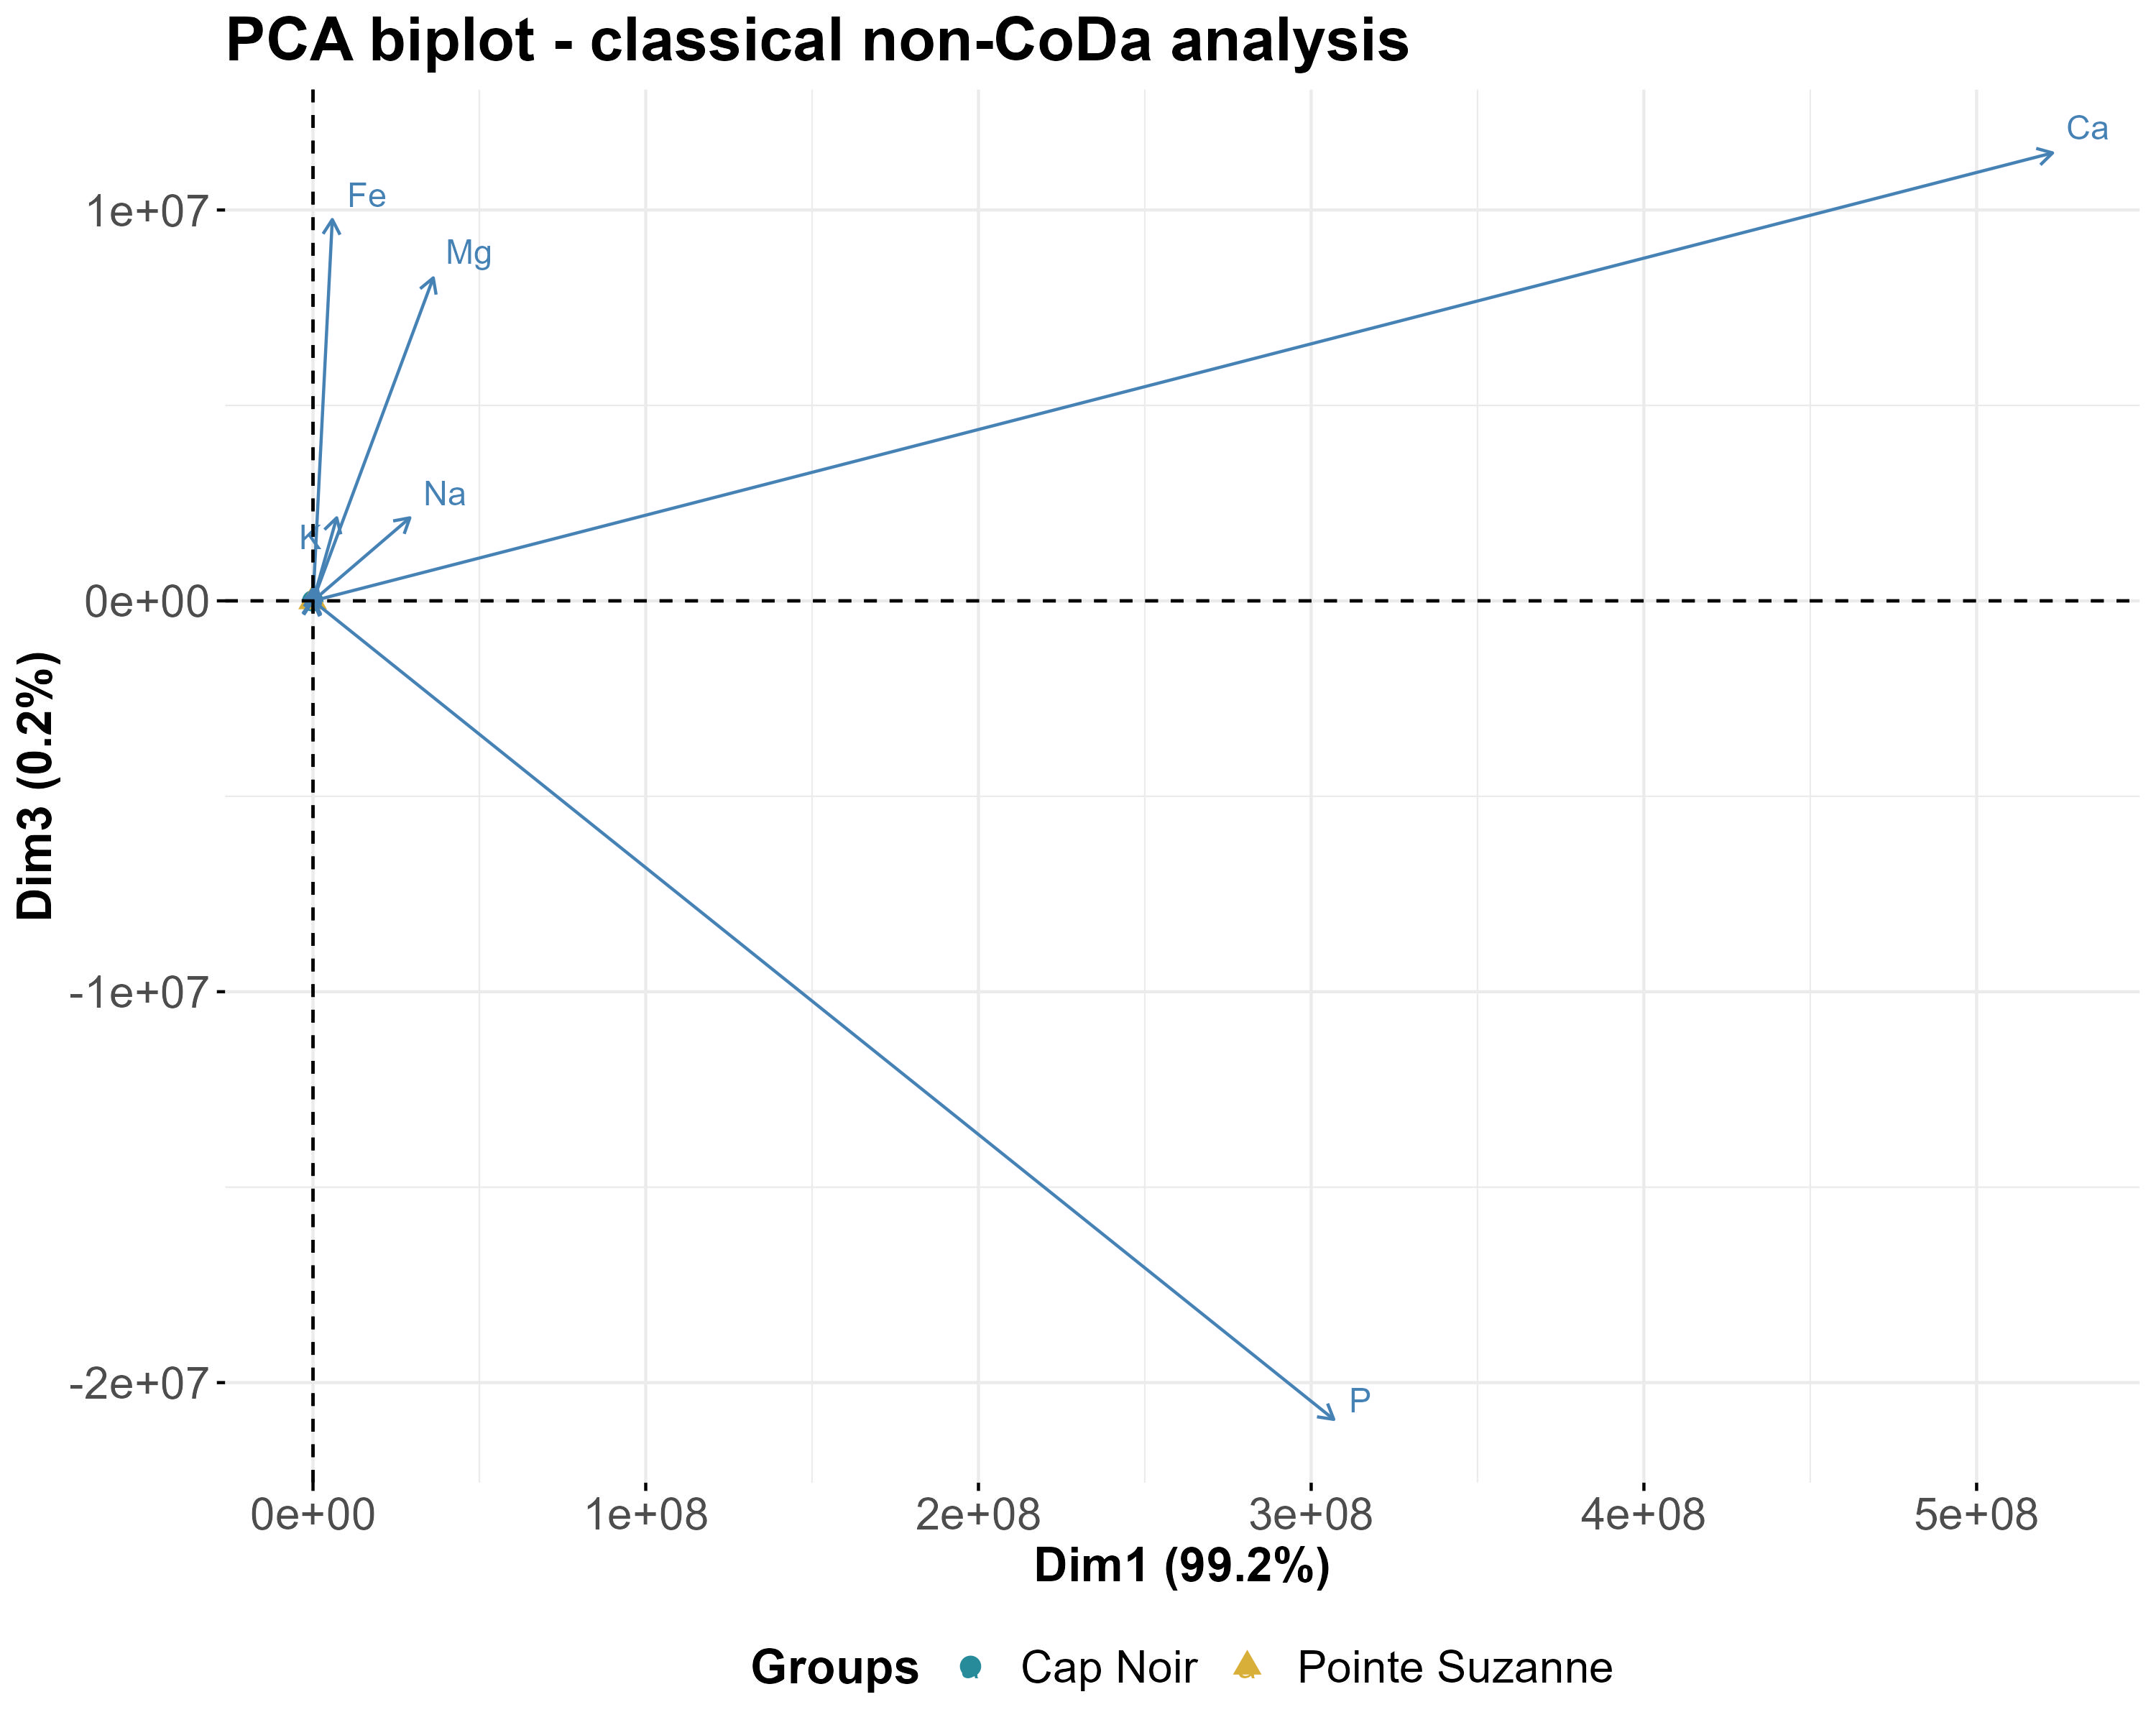 PCA biplot - classical non-CoDa analysis
Ca
Fe
1e+07
Mg
Na
K
0e+00
Dim3 (0.2%)
-1e+07
-2e+07
P
0e+00 1e+08 2e+08 3e+08 4e+08 5e+08
Dim1 (99.2%)
Groups Cap Noir Pointe Suzanne